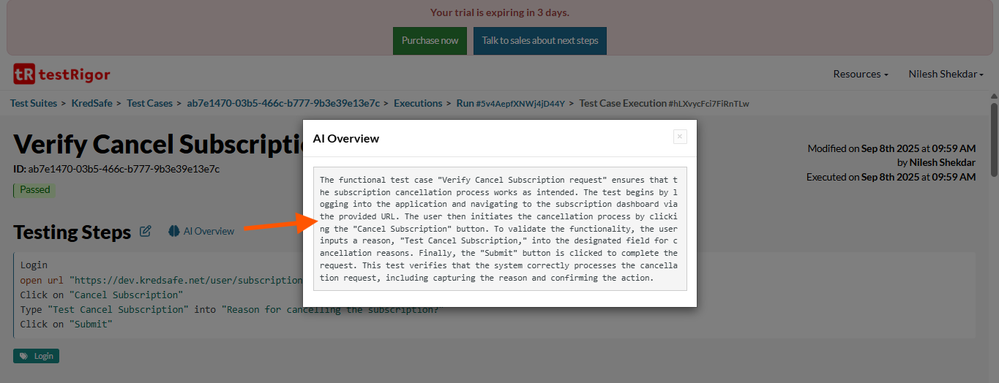 Your trial is expiring in 3 days.
Purchase now
Talk to sales about next steps
tR testRigor
Resources
Nilesh Shekdar
Test Suites > KredSafe > Test Cases > ab7e1470-03b5-466c-b777-9b3e39e13e7c > Executions > Run #5v4AepfXNWj4jD44Y > Test Case Execution #hLXvycFci7FiRnTLw
AI Overview
×
Verify Cancel Subscripti
Modified on Sep 8th 2025 at 09:59 AM
ID: ab7e1470-03b5-466c-b777-9b3e39e13e7c
by Nilesh Shekdar
Executed on Sep 8th 2025 at 09:59 AM
Passed
The functional test case "Verify Cancel Subscription request" ensures that t
he subscription cancellation process works as intended. The test begins by l
ogging into the application and navigating to the subscription dashboard via
the provided URL. The user then initiates the cancellation process by clicki
ng the "Cancel Subscription" button. To validate the functionality, the user
inputs a reason, "Test Cancel Subscription," into the designated field for c
ancellation reasons. Finally, the "Submit" button is clicked to complete the
request. This test verifies that the system correctly processes the cancella
tion request, including capturing the reason and confirming the action.
Testing Steps
AI Overview
Login
open url "https://dev.kredsafe.net/user/subscription
Click on "Cancel Subscription"
Type "Test Cancel Subscription" into "Reason for cancelling the subscription?"
Click on "Submit"
Login